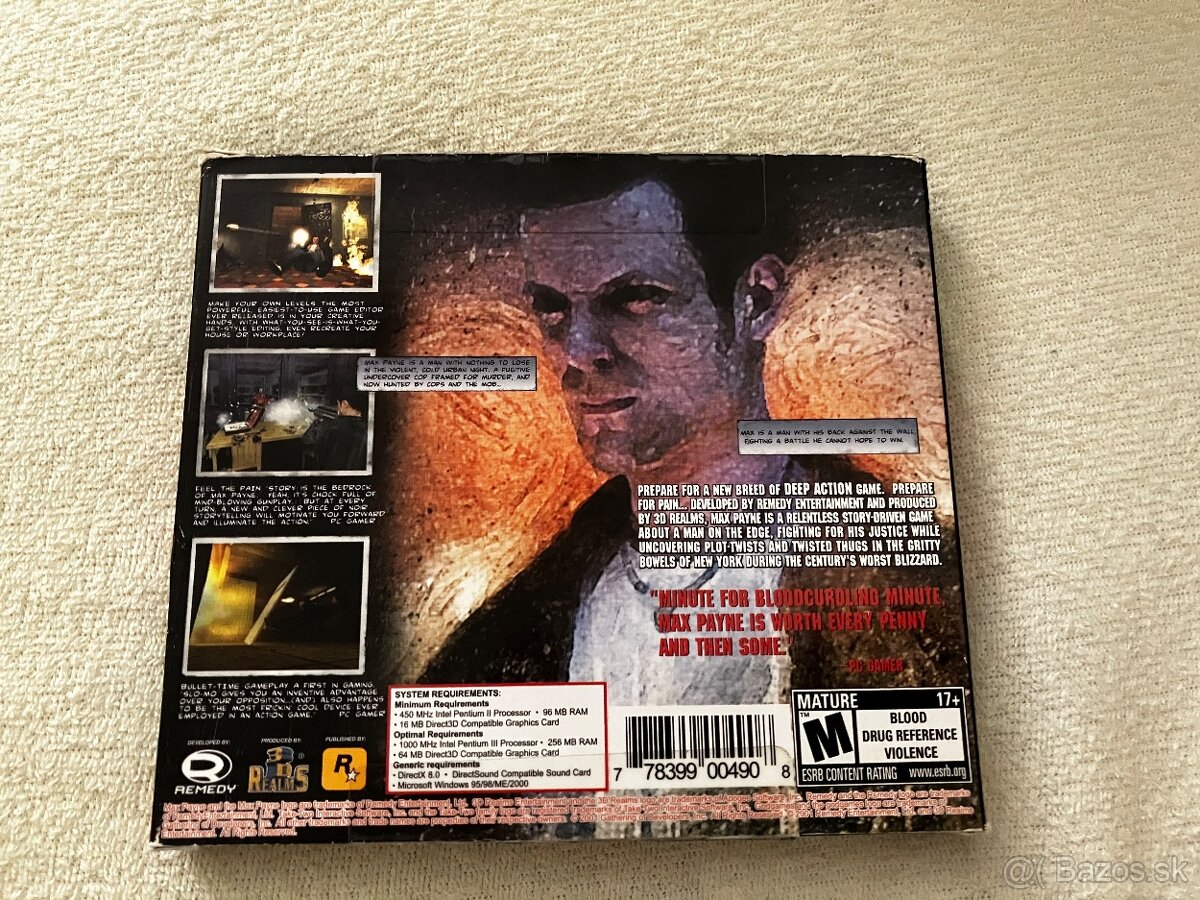 MAKE YOUR OWN LEVELS THE MOST
POWERFUL, EASIEST-TO-USE GAME EDITOR
EVER RELEASED IS IN YOUR CREATIVE
HANDS. WITH WHAT-YOU-SEE-IS-WHAT-YOU-
GET-STYLE EDITING, EVEN RECREATE YOUR
HOUSE OR WORKPLACE!
MAX PAYNE IS A MAN WITH NOTHING TO LOSE
IN THE VIOLENT, COLD URBAN NIGHT. A FUGITIVE
UNDERCOVER COP FRAMED FOR MURDER, AND
NOW HUNTED BY COPS AND THE MOB...
MAX IS A MAN WITH HIS BACK AGAINST THE WALL,
FIGHTING A BATTLE HE CANNOT HOPE TO WIN.
FEEL THE PAIN "STORY IS THE BEDROCK
OF MAX PAYNE. YEAH, IT'S CHOCK FULL OF
MIND-BLOWING GUNPLAY. BUT AT EVERY
TURN, A NEW AND CLEVER PIECE OF NOIR
STORYTELLING WILL MOTIVATE YOU FORWARD
AND ILLUMINATE THE ACTION." PC GAMER
PREPARE FOR A NEW BREED OF DEEP ACTION GAME. PREPARE
FOR PAIN... DEVELOPED BY REMEDY ENTERTAINMENT AND PRODUCED
BY 3D REALMS, MAX PAYNE IS A RELENTLESS STORY-DRIVEN GAME
ABOUT A MAN ON THE EDGE, FIGHTING FOR HIS JUSTICE WHILE
UNCOVERING PLOT-TWISTS AND TWISTED THUGS IN THE GRITTY
BOWELS OF NEW YORK DURING THE CENTURY'S WORST BLIZZARD.
"MINUTE FOR BLOODCURDLING MINUTE,
MAX PAYNE IS WORTH EVERY PENNY
AND THEN SOME."
-PC GAMER
BULLET-TIME GAMEPLAY A FIRST IN GAMING.
"SLO-MO GIVES YOU AN INVENTIVE ADVANTAGE
OVER YOUR OPPOSITION...(AND) ALSO HAPPENS
TO BE THE MOST FRICKIN' COOL DEVICE EVER
EMPLOYED IN AN ACTION GAME." PC GAMER
DEVELOPED BY:
REMEDY
PRODUCED BY:
3D REALMS
PUBLISHED BY:
R
SYSTEM REQUIREMENTS:
Minimum Requirements
• 450 MHz Intel Pentium II Processor • 96 MB RAM
• 16 MB Direct3D Compatible Graphics Card
Optimal Requirements
• 1000 MHz Intel Pentium III Processor • 256 MB RAM
• 64 MB Direct3D Compatible Graphics Card
Generic requirements
• DirectX 8.0 • DirectSound Compatible Sound Card
• Microsoft Windows 95/98/ME/2000
7 78399 00490 8
MATURE 17+
M
TM
BLOOD
DRUG REFERENCE
VIOLENCE
ESRB CONTENT RATING www.esrb.org
Max Payne and the Max Payne logo are trademarks of Remedy Entertainment, Ltd.
@( Bazos.sk